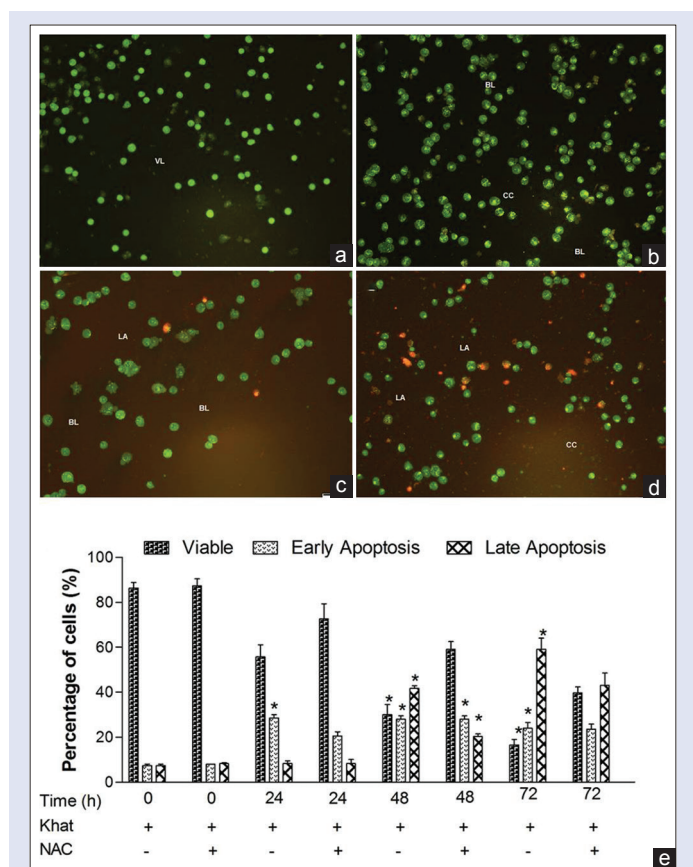 VL
a
BL
CC
BL
b
LA
BL
BL
c
LA
LA
CC
d
Viable Early Apoptosis Late Apoptosis
Percentage of cells (%)
100
80
60
40
20
0
* * * * * * * * *
Time (h) 0 0 24 24 48 48 72 72
Khat + + + + + + + +
NAC - + - + - + - +
e